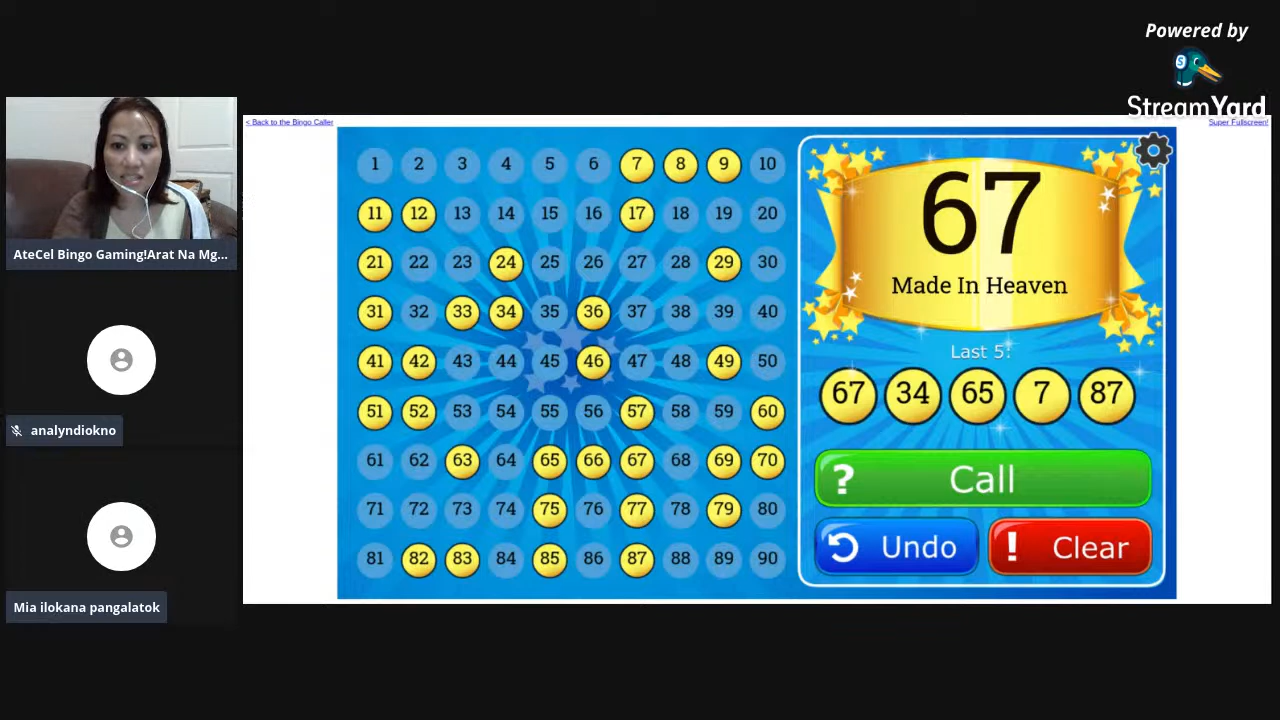 Powered by
StreamYard
< Back to the Bingo Caller
Super Fullscreen!
1 2 3 4 5 6 7 8 9 10
11 12 13 14 15 16 17 18 19 20
21 22 23 24 25 26 27 28 29 30
31 32 33 34 35 36 37 38 39 40
41 42 43 44 45 46 47 48 49 50
51 52 53 54 55 56 57 58 59 60
61 62 63 64 65 66 67 68 69 70
71 72 73 74 75 76 77 78 79 80
81 82 83 84 85 86 87 88 89 90
67
Made In Heaven
Last 5:
67 34 65 7 87
? Call
Undo
! Clear
AteCel Bingo Gaming!Arat Na Mg...
analyndiokno
Mia ilokana pangalatok